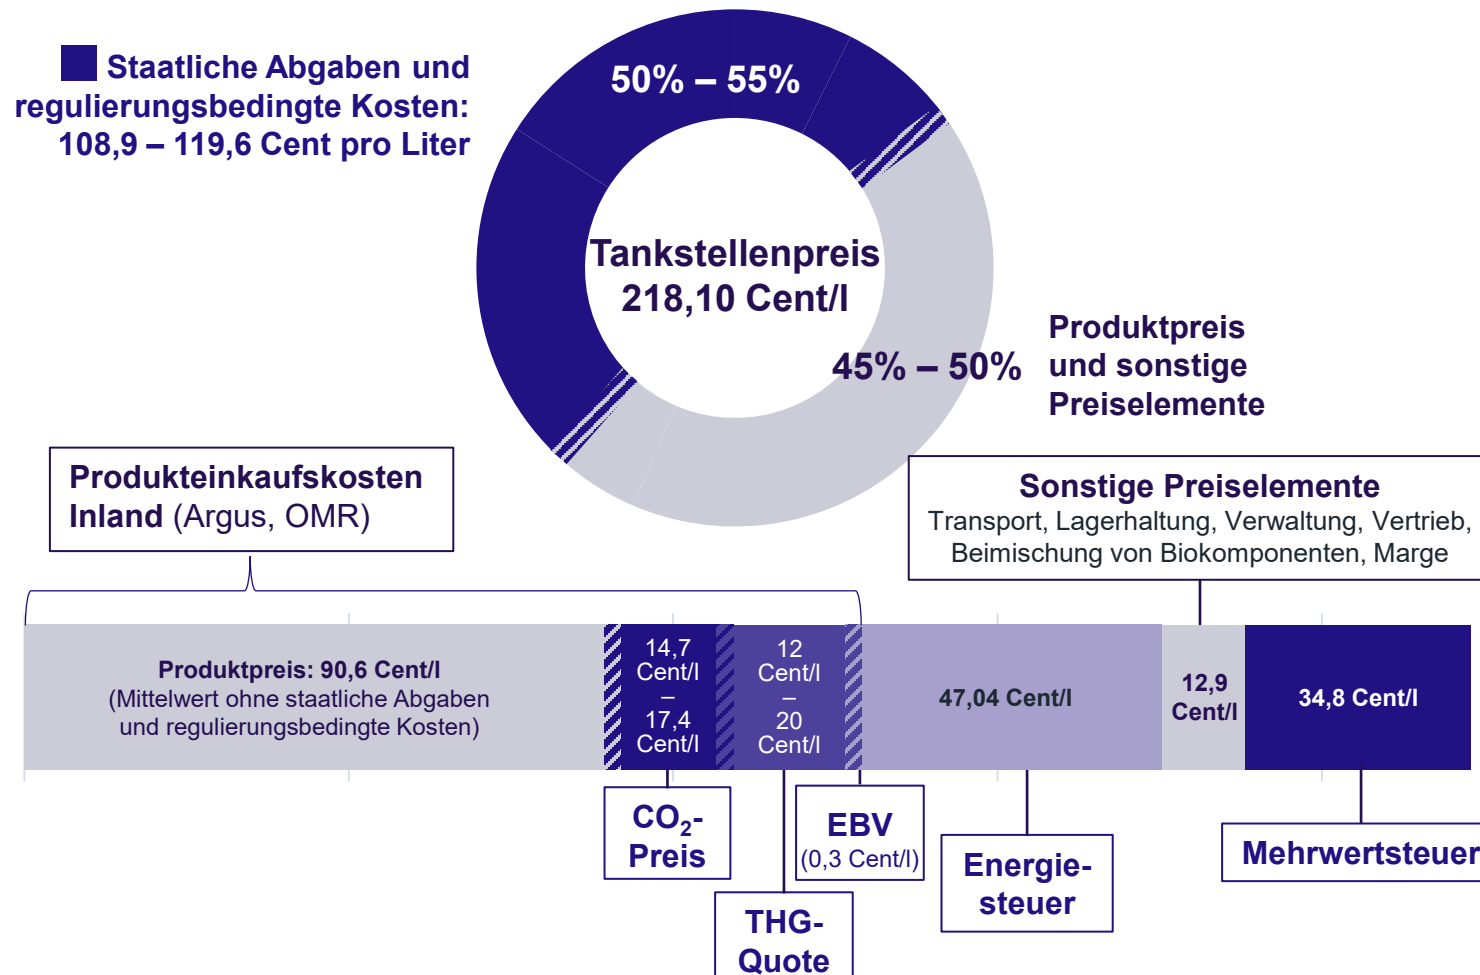 Staatliche Abgaben und
regulierungsbedingte Kosten:
108,9 – 119,6 Cent pro Liter
50% – 55%
Tankstellenpreis
218,10 Cent/l
45% – 50%
Produktpreis
und sonstige
Preiselemente
Produkteinkaufskosten
Inland (Argus, OMR)
Sonstige Preiselemente
Transport, Lagerhaltung, Verwaltung, Vertrieb,
Beimischung von Biokomponenten, Marge
Produktpreis: 90,6 Cent/l
(Mittelwert ohne staatliche Abgaben
und regulierungsbedingte Kosten)
14,7
Cent/l
–
17,4
Cent/l
12
Cent/l
–
20
Cent/l
47,04 Cent/l
12,9
Cent/l
34,8 Cent/l
CO₂-
Preis
THG-
Quote
EBV
(0,3 Cent/l)
Energie-
steuer
Mehrwertsteuer